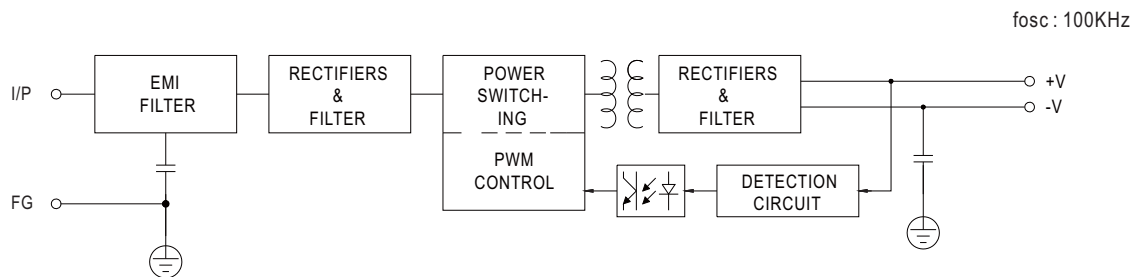 fosc : 100KHz
I/P
EMI
FILTER
RECTIFIERS
&
FILTER
POWER
SWITCH-
ING
PWM
CONTROL
RECTIFIERS
&
FILTER
+V
-V
DETECTION
CIRCUIT
FG